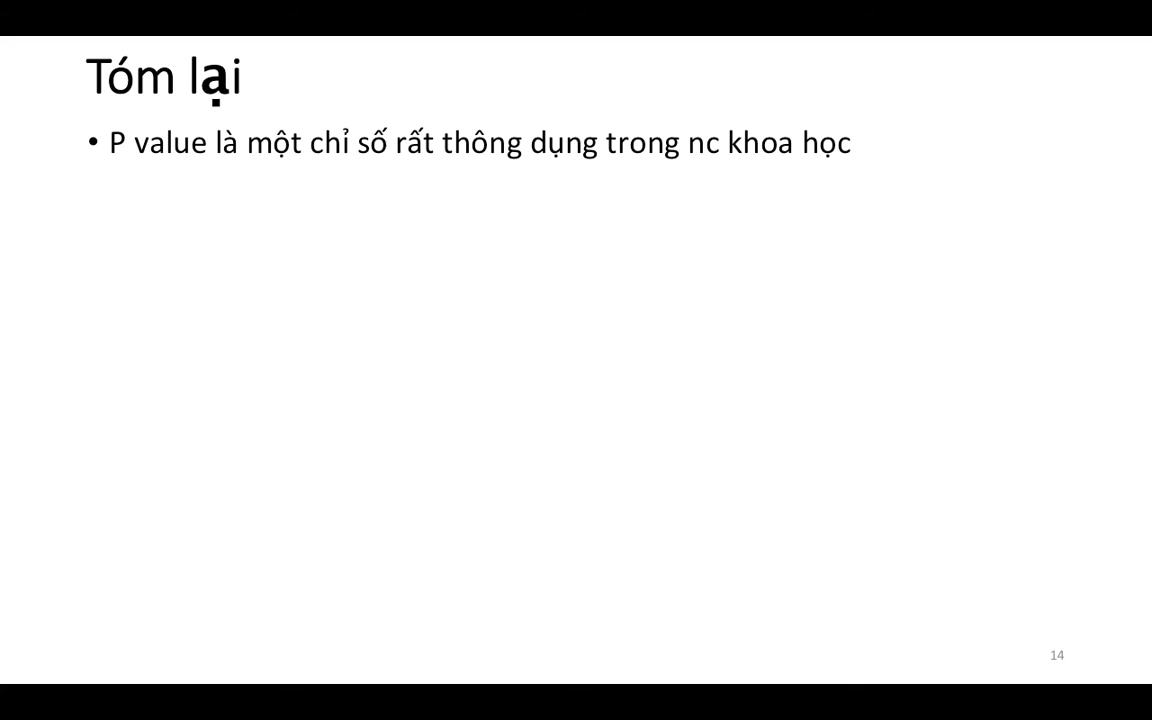 Tóm lại
• P value là một chỉ số rất thông dụng trong nc khoa học
14